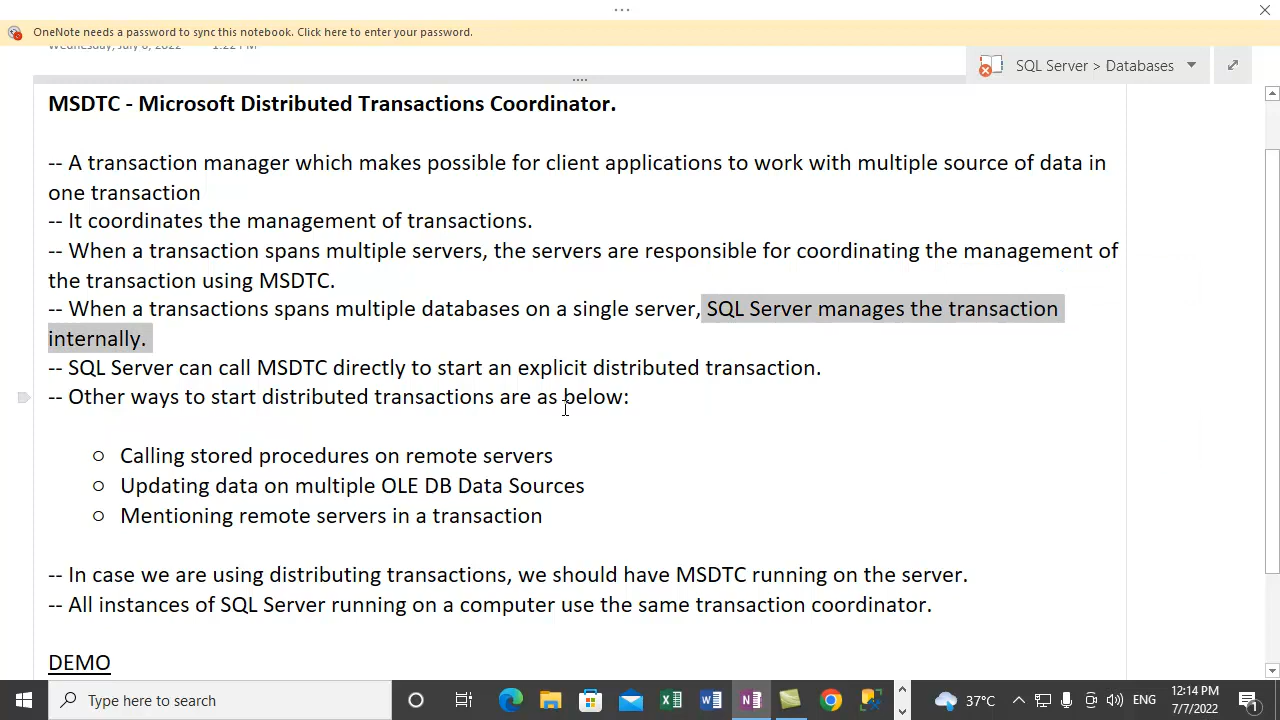 OneNote needs a password to sync this notebook. Click here to enter your password.
Wednesday, July 6, 2022 1:22 PM
SQL Server > Databases
MSDTC - Microsoft Distributed Transactions Coordinator.
-- A transaction manager which makes possible for client applications to work with multiple source of data in
one transaction
-- It coordinates the management of transactions.
-- When a transaction spans multiple servers, the servers are responsible for coordinating the management of
the transaction using MSDTC.
-- When a transactions spans multiple databases on a single server, SQL Server manages the transaction
internally.
-- SQL Server can call MSDTC directly to start an explicit distributed transaction.
-- Other ways to start distributed transactions are as below:
Calling stored procedures on remote servers
Updating data on multiple OLE DB Data Sources
Mentioning remote servers in a transaction
-- In case we are using distributing transactions, we should have MSDTC running on the server.
-- All instances of SQL Server running on a computer use the same transaction coordinator.
DEMO
Type here to search
37°C
ENG
12:14 PM
7/7/2022
1